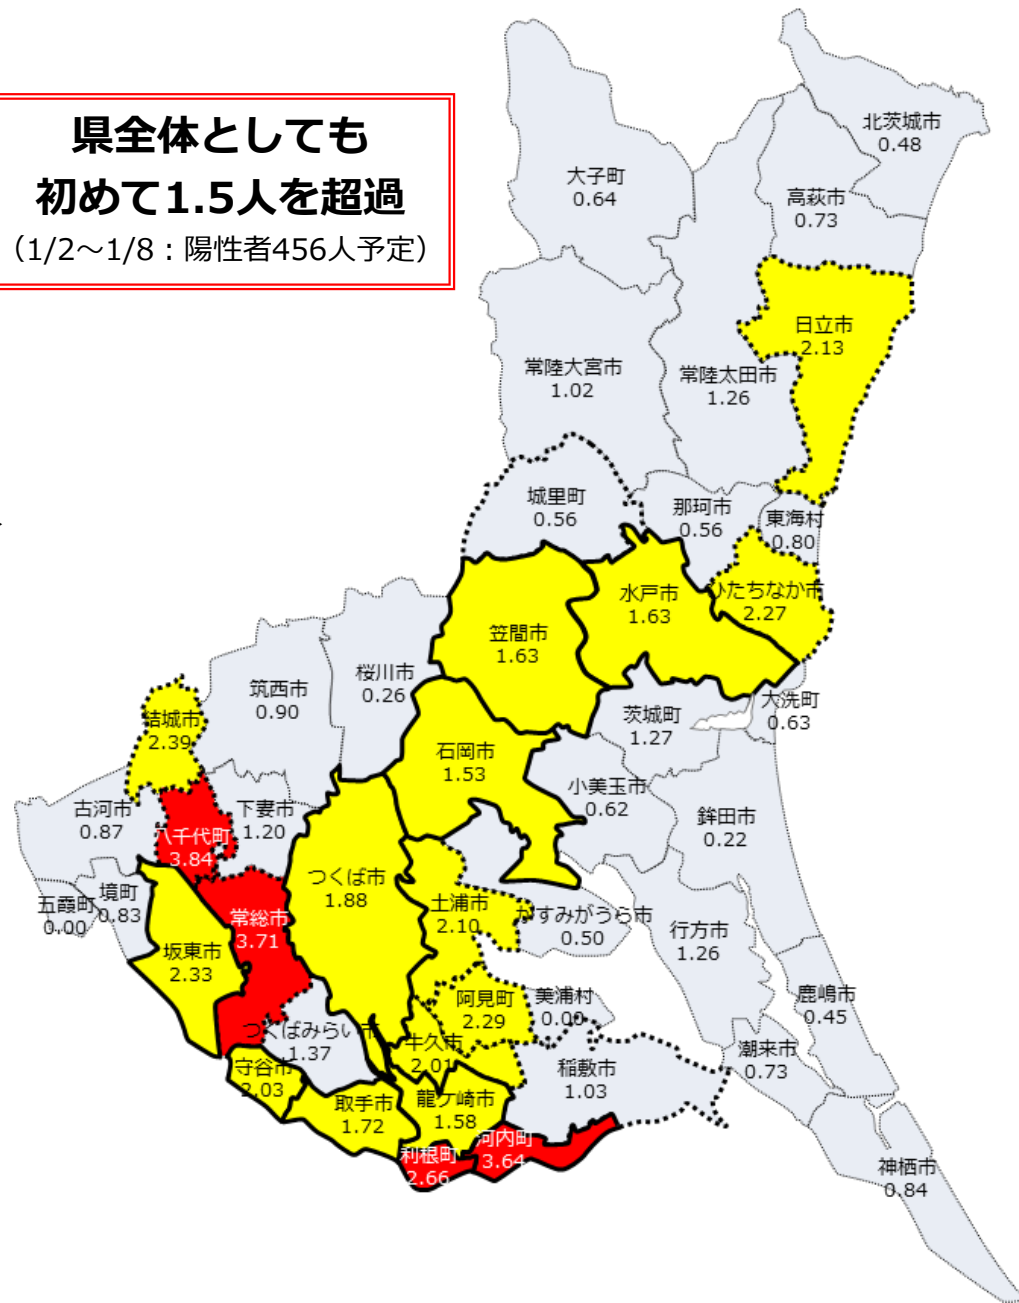 県全体としても
初めて1.5人を超過
（1/2～1/8：陽性者456人予定）
北茨城市
0.48
大子町
0.64
高萩市
0.73
日立市
2.13
常陸大宮市
1.02
常陸太田市
1.26
城里町
0.56
那珂市
0.56
東海村
0.80
水戸市
1.63
ひたちなか市
2.27
笠間市
1.63
桜川市
0.26
筑西市
0.90
大洗町
0.63
茨城町
1.27
結城市
2.39
石岡市
1.53
小美玉市
0.62
鉾田市
0.22
古河市
0.87
下妻市
1.20
八千代町
3.84
つくば市
1.88
土浦市
2.10
かすみがうら市
0.50
五霞町
0.00
境町
0.83
常総市
3.71
行方市
1.26
坂東市
2.33
阿見町
2.29
美浦村
0.00
鹿嶋市
0.45
つくばみらい市
1.37
牛久市
2.01
潮来市
0.73
稲敷市
1.03
守谷市
2.03
取手市
1.72
龍ケ崎市
1.58
河内町
3.64
利根町
2.66
神栖市
0.84